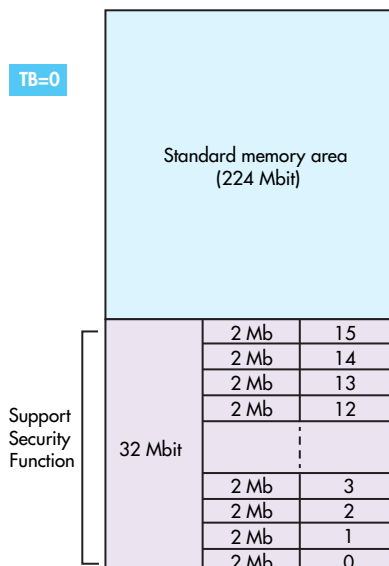 TB=0
Standard memory area
(224 Mbit)
2 Mb 15
2 Mb 14
2 Mb 13
2 Mb 12
Support
Security
Function
32 Mbit
2 Mb 3
2 Mb 2
2 Mb 1
2 Mb 0